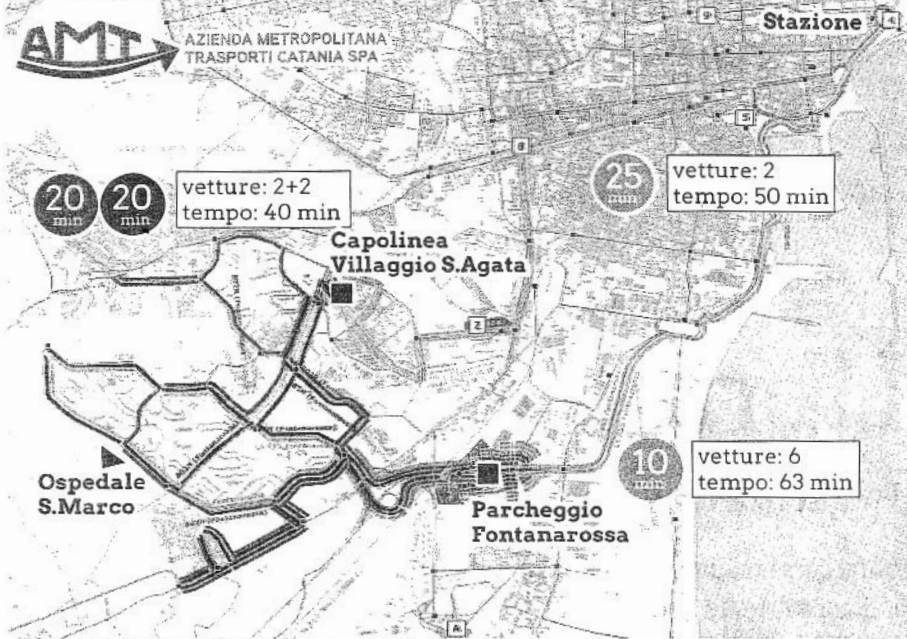 AMT
AZIENDA METROPOLITANA
TRASPORTI CATANIA SPA
Stazione
20
min
20
min
vetture: 2+2
tempo: 40 min
25
min
vetture: 2
tempo: 50 min
Capolinea
Villaggio S.Agata
Ospedale
S.Marco
10
min
vetture: 6
tempo: 63 min
Parcheggio
Fontanarossa